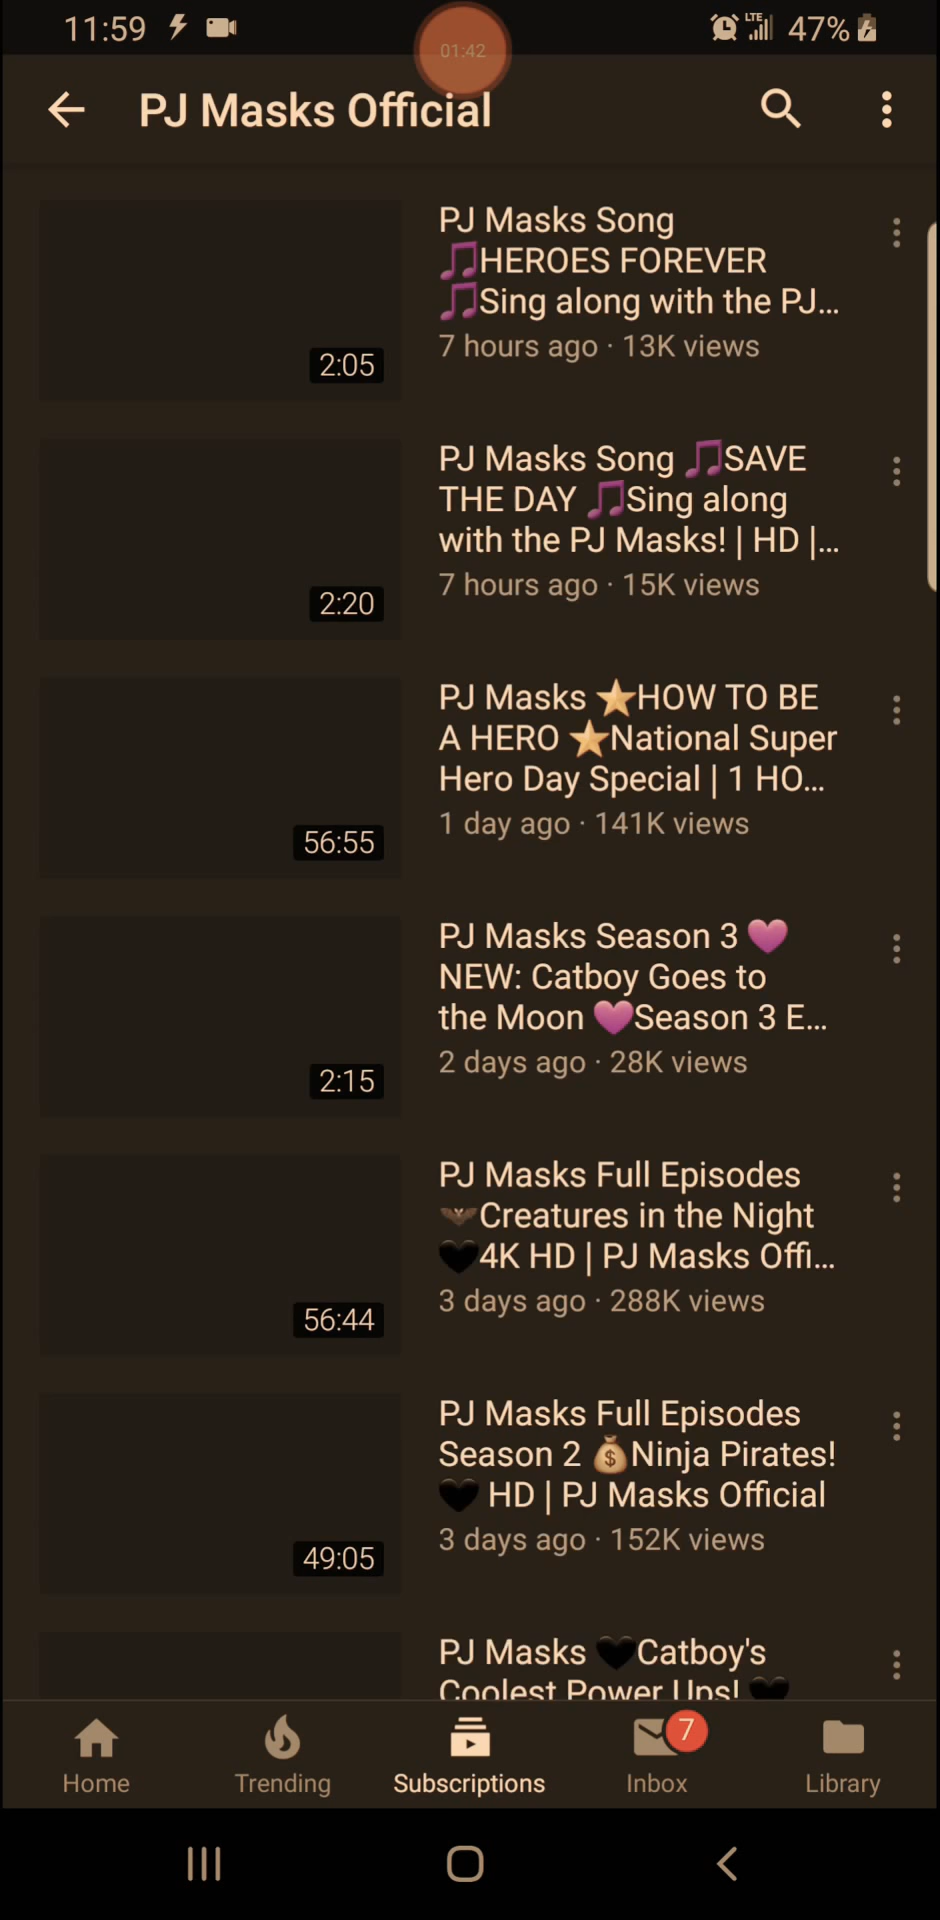 11:59
01:42
47%
LTE
PJ Masks Official
PJ Masks Song
🎵HEROES FOREVER
🎵Sing along with the PJ...
7 hours ago · 13K views
2:05
PJ Masks Song 🎵SAVE
THE DAY 🎵Sing along
with the PJ Masks! | HD |...
7 hours ago · 15K views
2:20
PJ Masks ⭐HOW TO BE
A HERO ⭐National Super
Hero Day Special | 1 HO...
1 day ago · 141K views
56:55
PJ Masks Season 3 💜
NEW: Catboy Goes to
the Moon 💜Season 3 E...
2 days ago · 28K views
2:15
PJ Masks Full Episodes
🦇Creatures in the Night
🖤4K HD | PJ Masks Offi...
3 days ago · 288K views
56:44
PJ Masks Full Episodes
Season 2 💰Ninja Pirates!
🖤 HD | PJ Masks Official
3 days ago · 152K views
49:05
PJ Masks 🖤Catboy's
Coolest Power Ups! 🖤
Home
Trending
Subscriptions
7
Inbox
Library